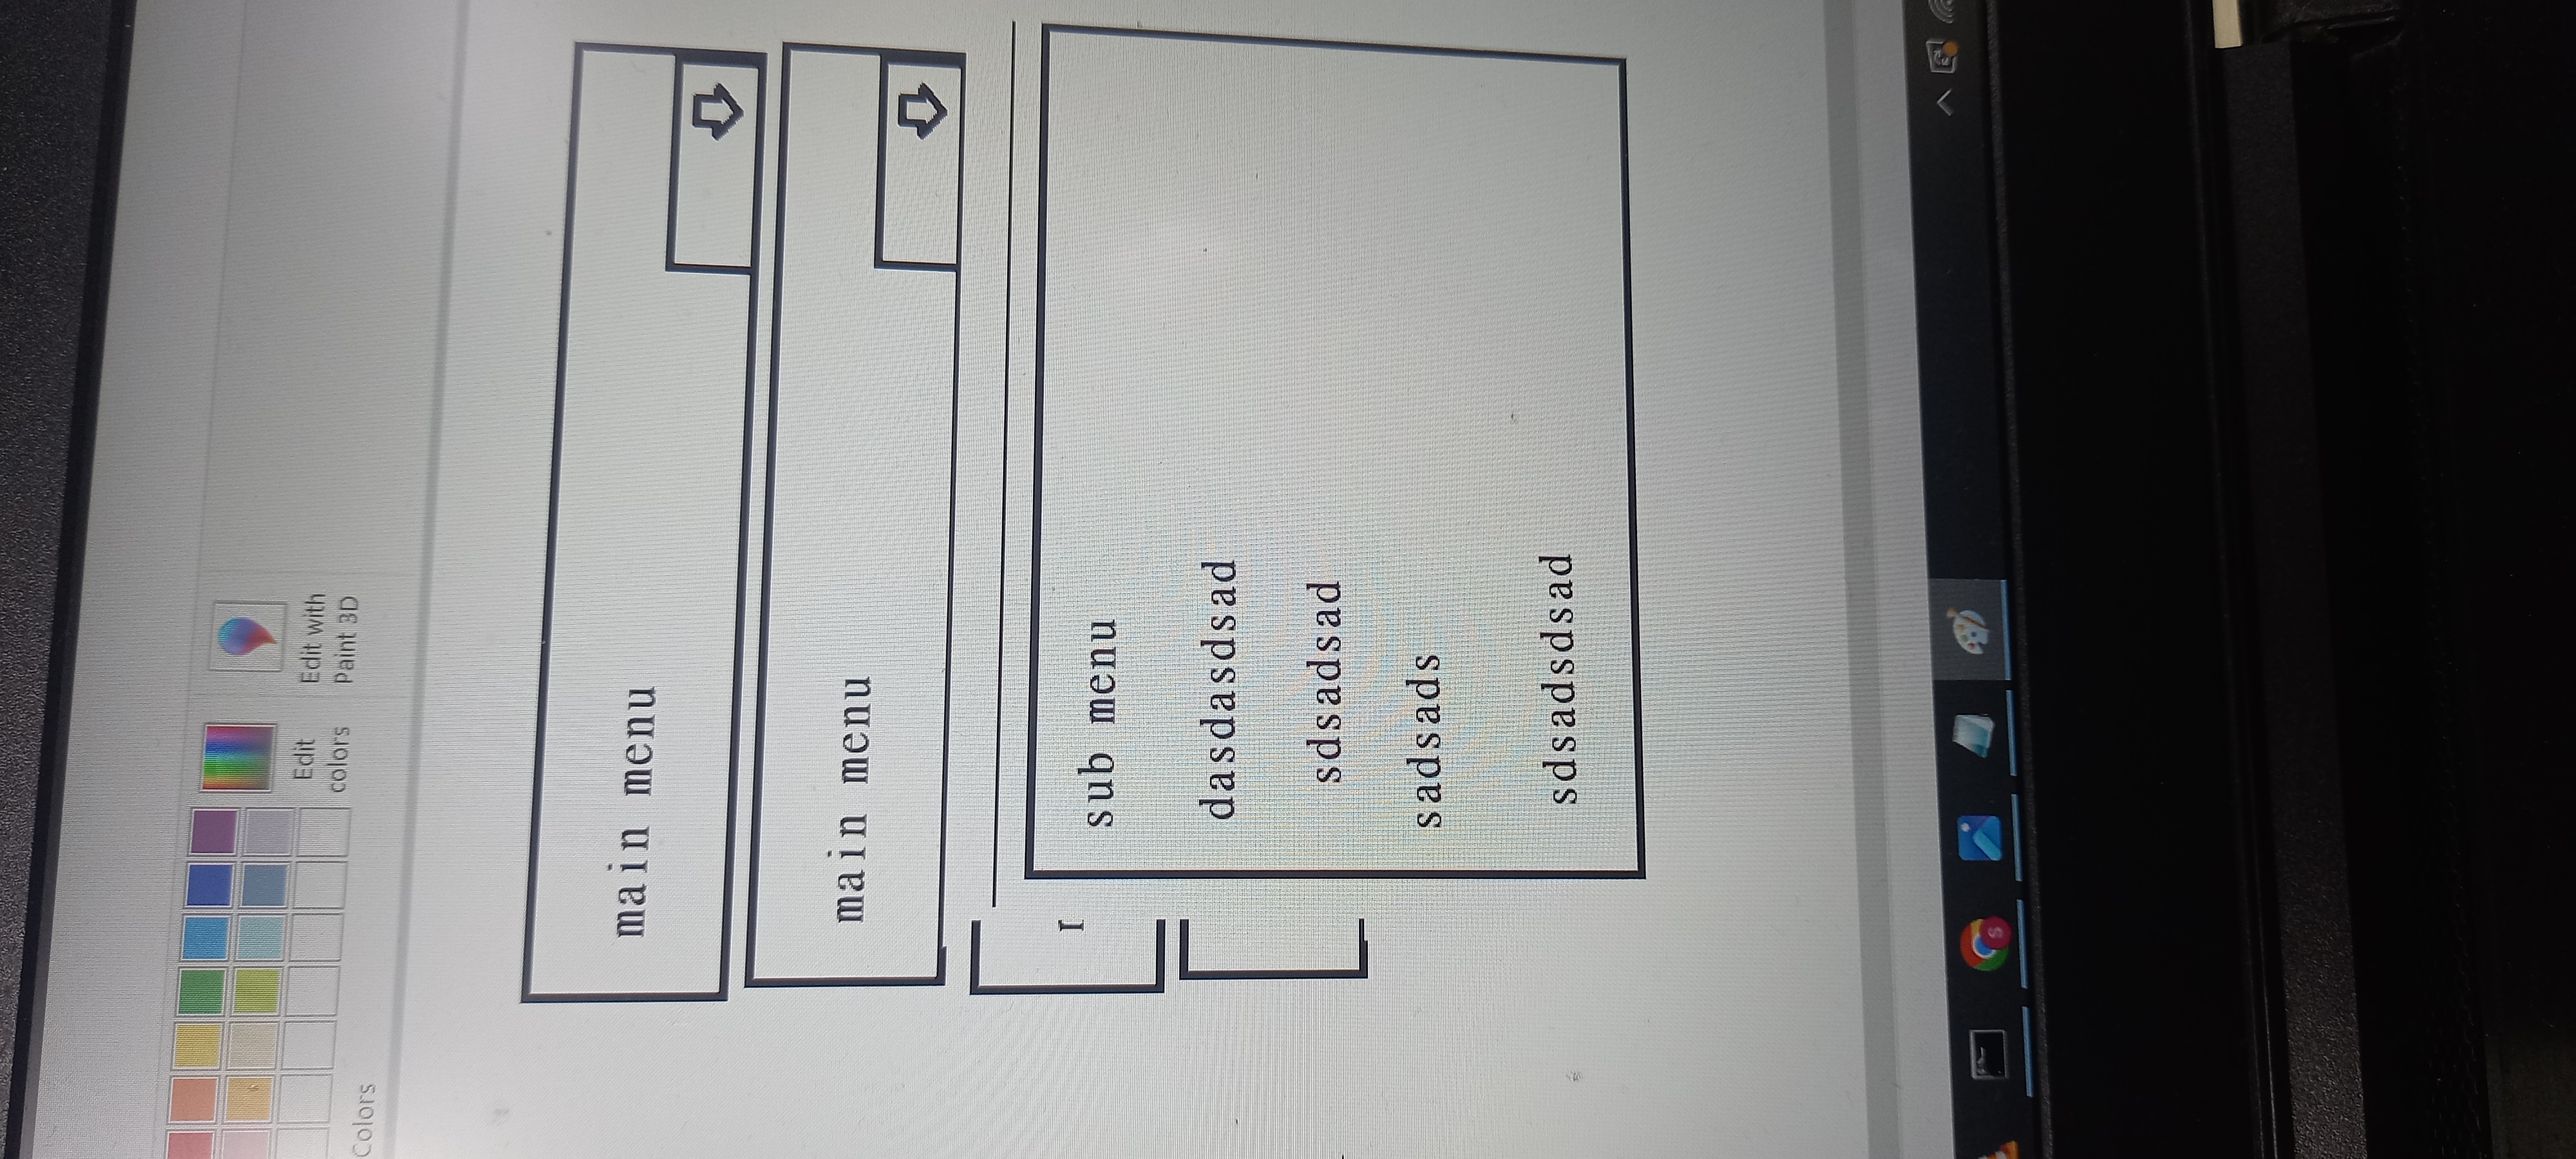 Edit
colors
Edit with
Paint 3D
Colors
main menu
main menu
sub menu
dasdasdsad
sdsadsad
sadsads
sdsadsdsad